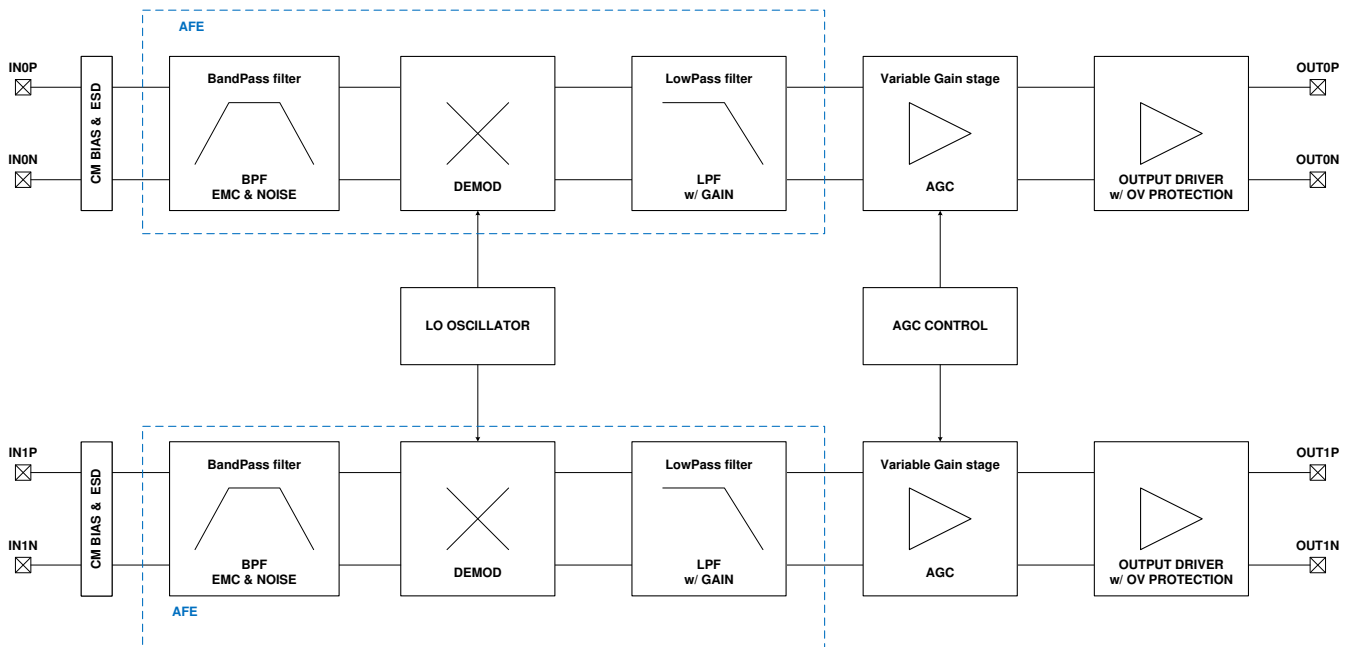 AFE
IN0P
IN0N
CM BIAS & ESD
BandPass filter
BPF
EMC & NOISE
DEMOD
LowPass filter
LPF
w/ GAIN
Variable Gain stage
AGC
OUTPUT DRIVER
w/ OV PROTECTION
OUT0P
OUT0N
LO OSCILLATOR
AGC CONTROL
IN1P
IN1N
CM BIAS & ESD
BandPass filter
BPF
EMC & NOISE
DEMOD
LowPass filter
LPF
w/ GAIN
Variable Gain stage
AGC
OUTPUT DRIVER
w/ OV PROTECTION
OUT1P
OUT1N
AFE